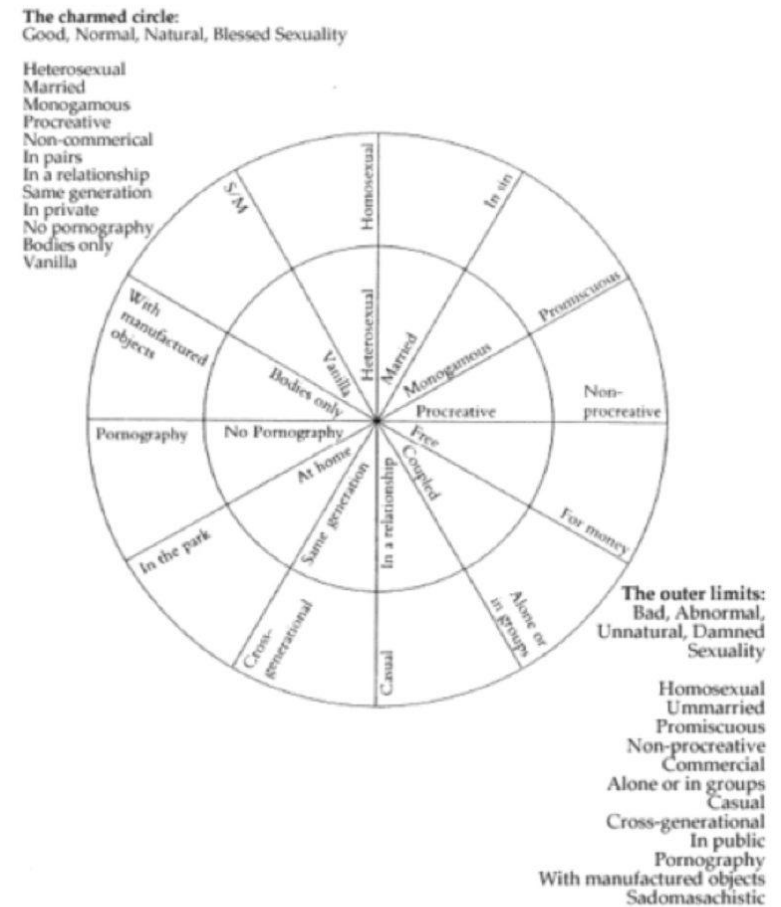 The charmed circle:
Good, Normal, Natural, Blessed Sexuality
Heterosexual
Married
Monogamous
Procreative
Non-commerical
In pairs
In a relationship
Same generation
In private
No pornography
Bodies only
Vanilla
S/M
Homosexual
In sin
Promiscuous
With
manufactured
objects
Vanilla
Heterosexual
Married
Monogamous
Bodies only
Procreative
Non-
procreative
Pornography
No Pornography
Free
At home
Same generation
In a relationship
Coupled
In the park
For money
Cross-
generational
Casual
Alone or
in groups
The outer limits:
Bad, Abnormal,
Unnatural, Damned
Sexuality
Homosexual
Ummarried
Promiscuous
Non-procreative
Commercial
Alone or in groups
Casual
Cross-generational
In public
Pornography
With manufactured objects
Sadomasachistic